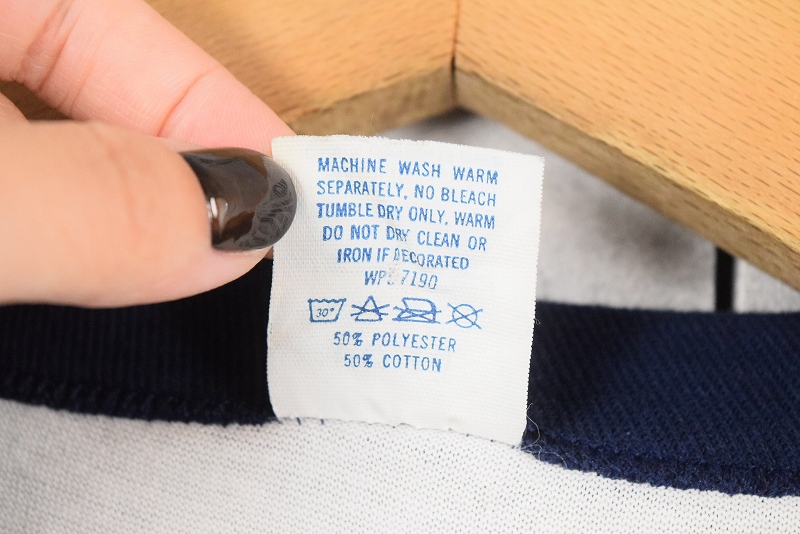 MACHINE WASH WARM
SEPARATELY, NO BLEACH
TUMBLE DRY ONLY, WARM
DO NOT DRY CLEAN OR
IRON IF DECORATED
7190
30°
50% POLYESTER
50% COTTON